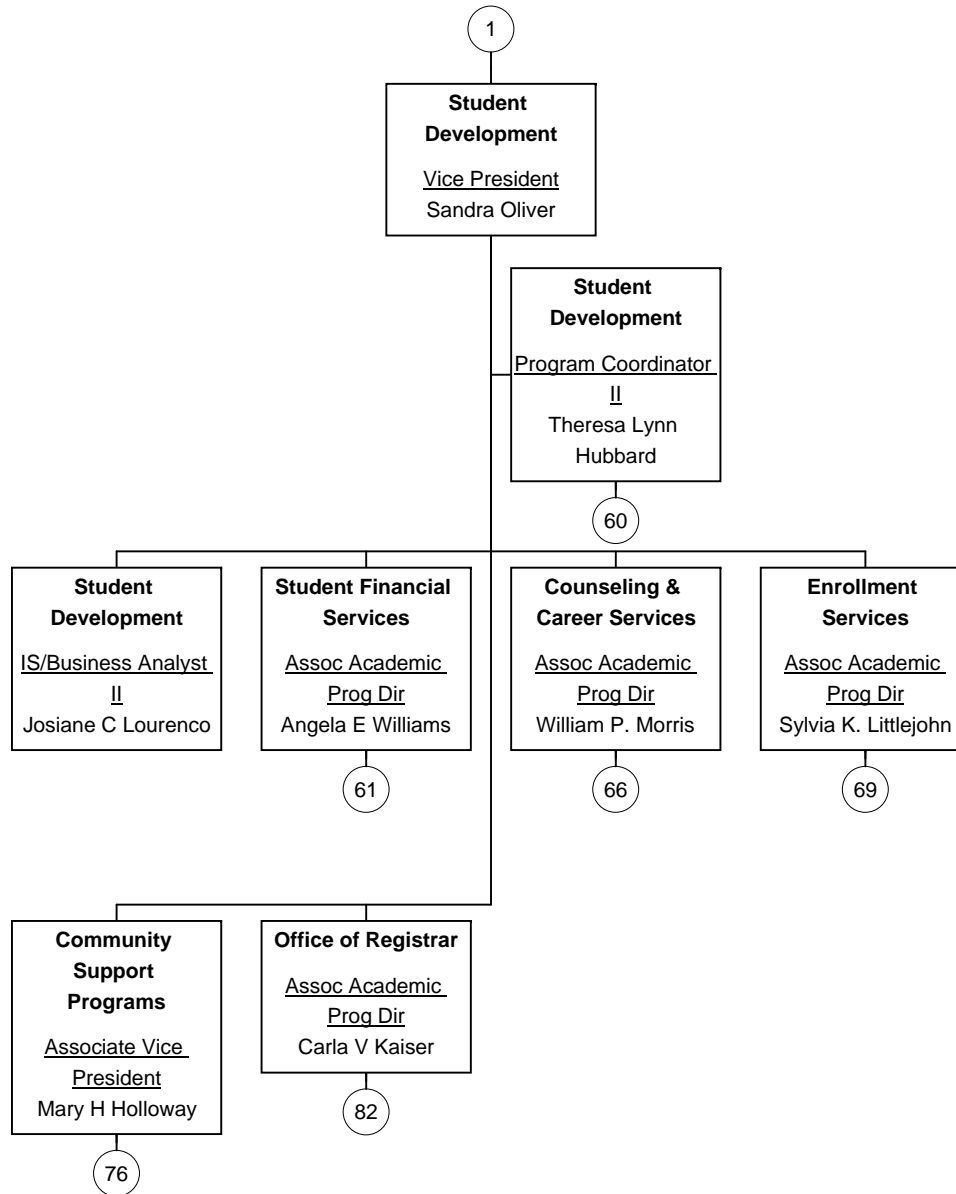 1
Student
Development
Vice President
Sandra Oliver
Student
Development
Program Coordinator
II
Theresa Lynn
Hubbard
60
Student
Development
IS/Business Analyst
II
Josiane C Lourenco
Student Financial
Services
Assoc Academic
Prog Dir
Angela E Williams
61
Counseling &
Career Services
Assoc Academic
Prog Dir
William P. Morris
66
Enrollment
Services
Assoc Academic
Prog Dir
Sylvia K. Littlejohn
69
Community
Support
Programs
Associate Vice
President
Mary H Holloway
76
Office of Registrar
Assoc Academic
Prog Dir
Carla V Kaiser
82